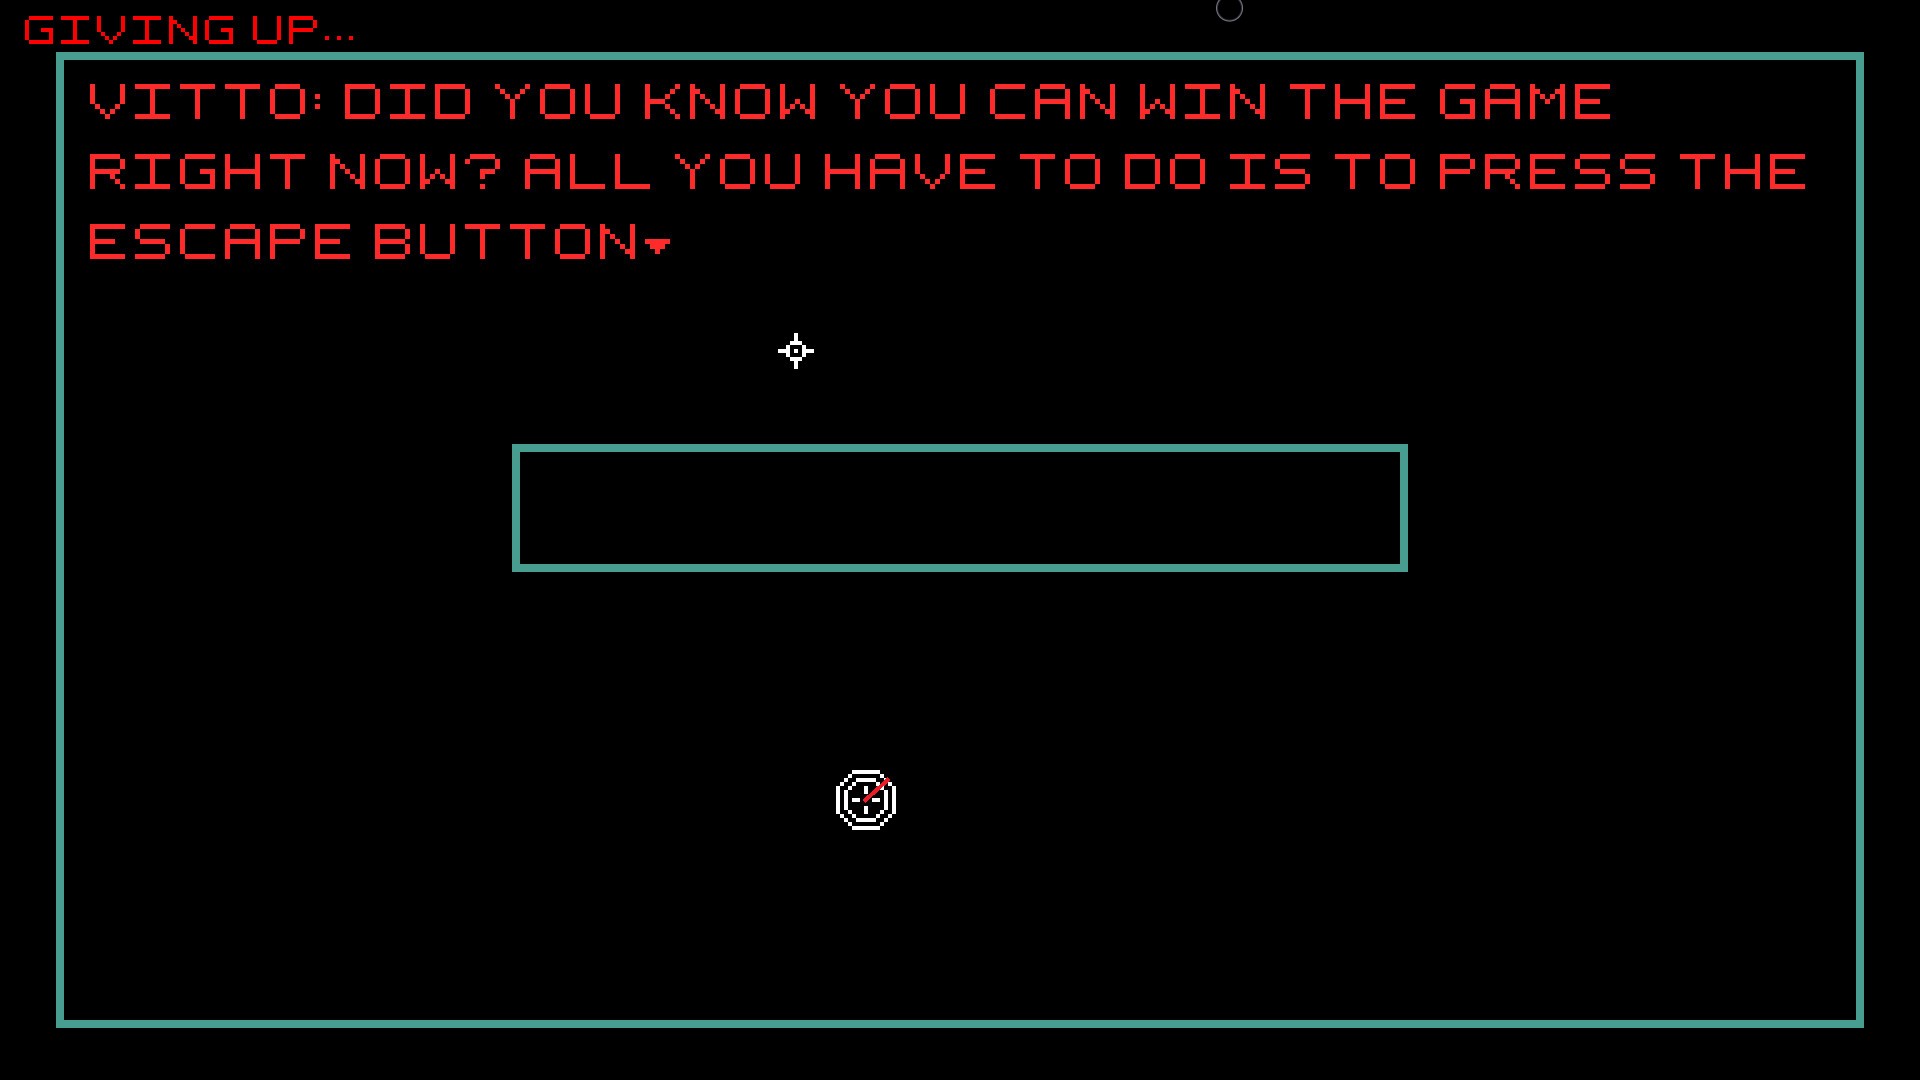 GIVING UP...
VITTO: DID YOU KNOW YOU CAN WIN THE GAME
RIGHT NOW? ALL YOU HAVE TO DO IS TO PRESS THE
ESCAPE BUTTON